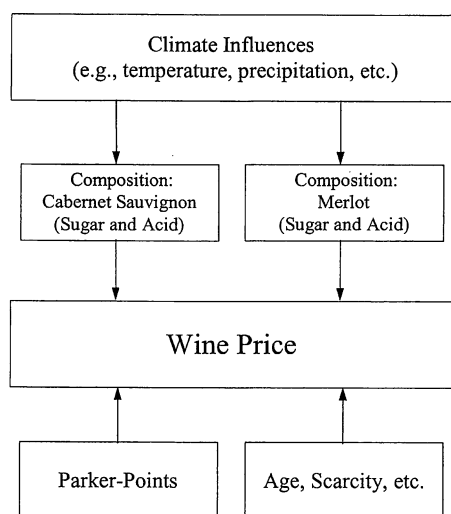 Climate Influences
(e.g., temperature, precipitation, etc.)
Composition:
Cabernet Sauvignon
(Sugar and Acid)
Composition:
Merlot
(Sugar and Acid)
Wine Price
Parker-Points
Age, Scarcity, etc.